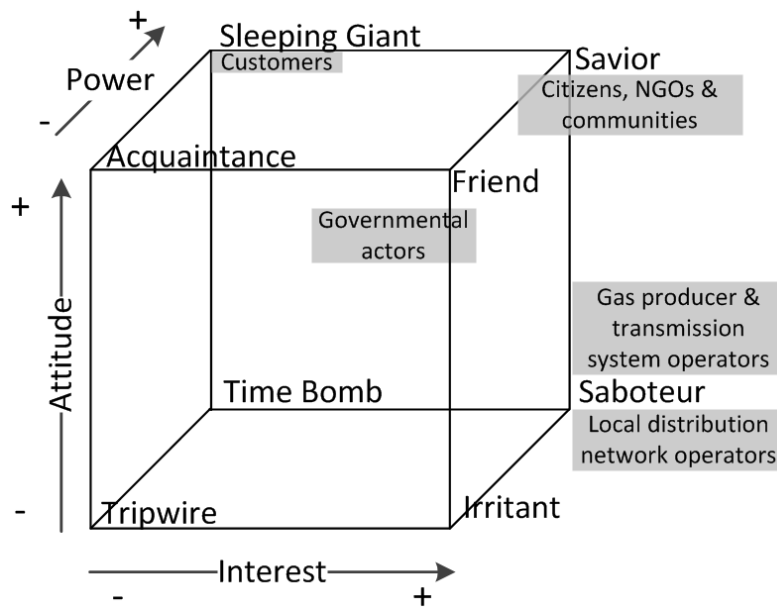 +
Sleeping Giant
Customers
Savior
Power
Citizens, NGOs &
communities
-
Acquaintance
Friend
+
Governmental
actors
Attitude
Gas producer &
transmission
system operators
Time Bomb
Saboteur
Local distribution
network operators
-
Tripwire
Irritant
Interest
-
+